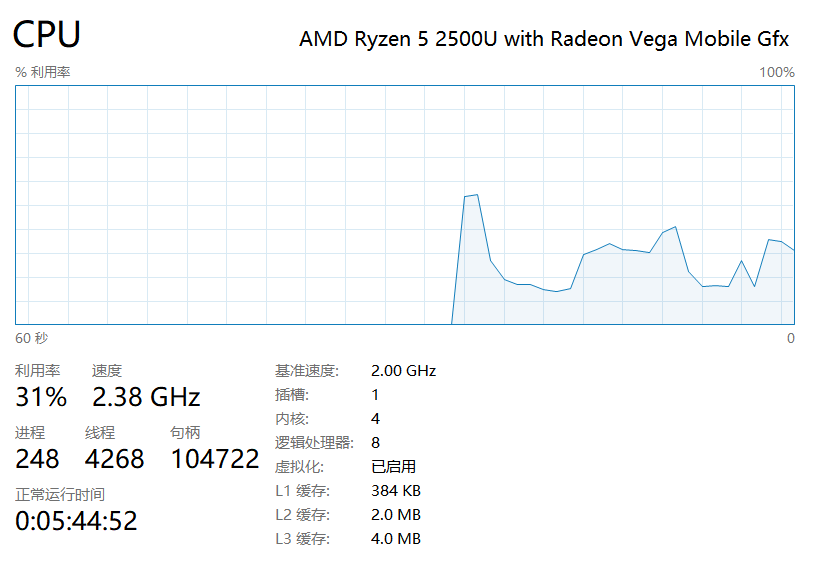 CPU
AMD Ryzen 5 2500U with Radeon Vega Mobile Gfx
% 利用率
100%
60 秒
0
利用率
速度
31%
2.38 GHz
进程
线程
句柄
248
4268
104722
正常运行时间
0:05:44:52
基准速度: 2.00 GHz
插槽: 1
内核: 4
逻辑处理器: 8
虚拟化: 已启用
L1 缓存: 384 KB
L2 缓存: 2.0 MB
L3 缓存: 4.0 MB